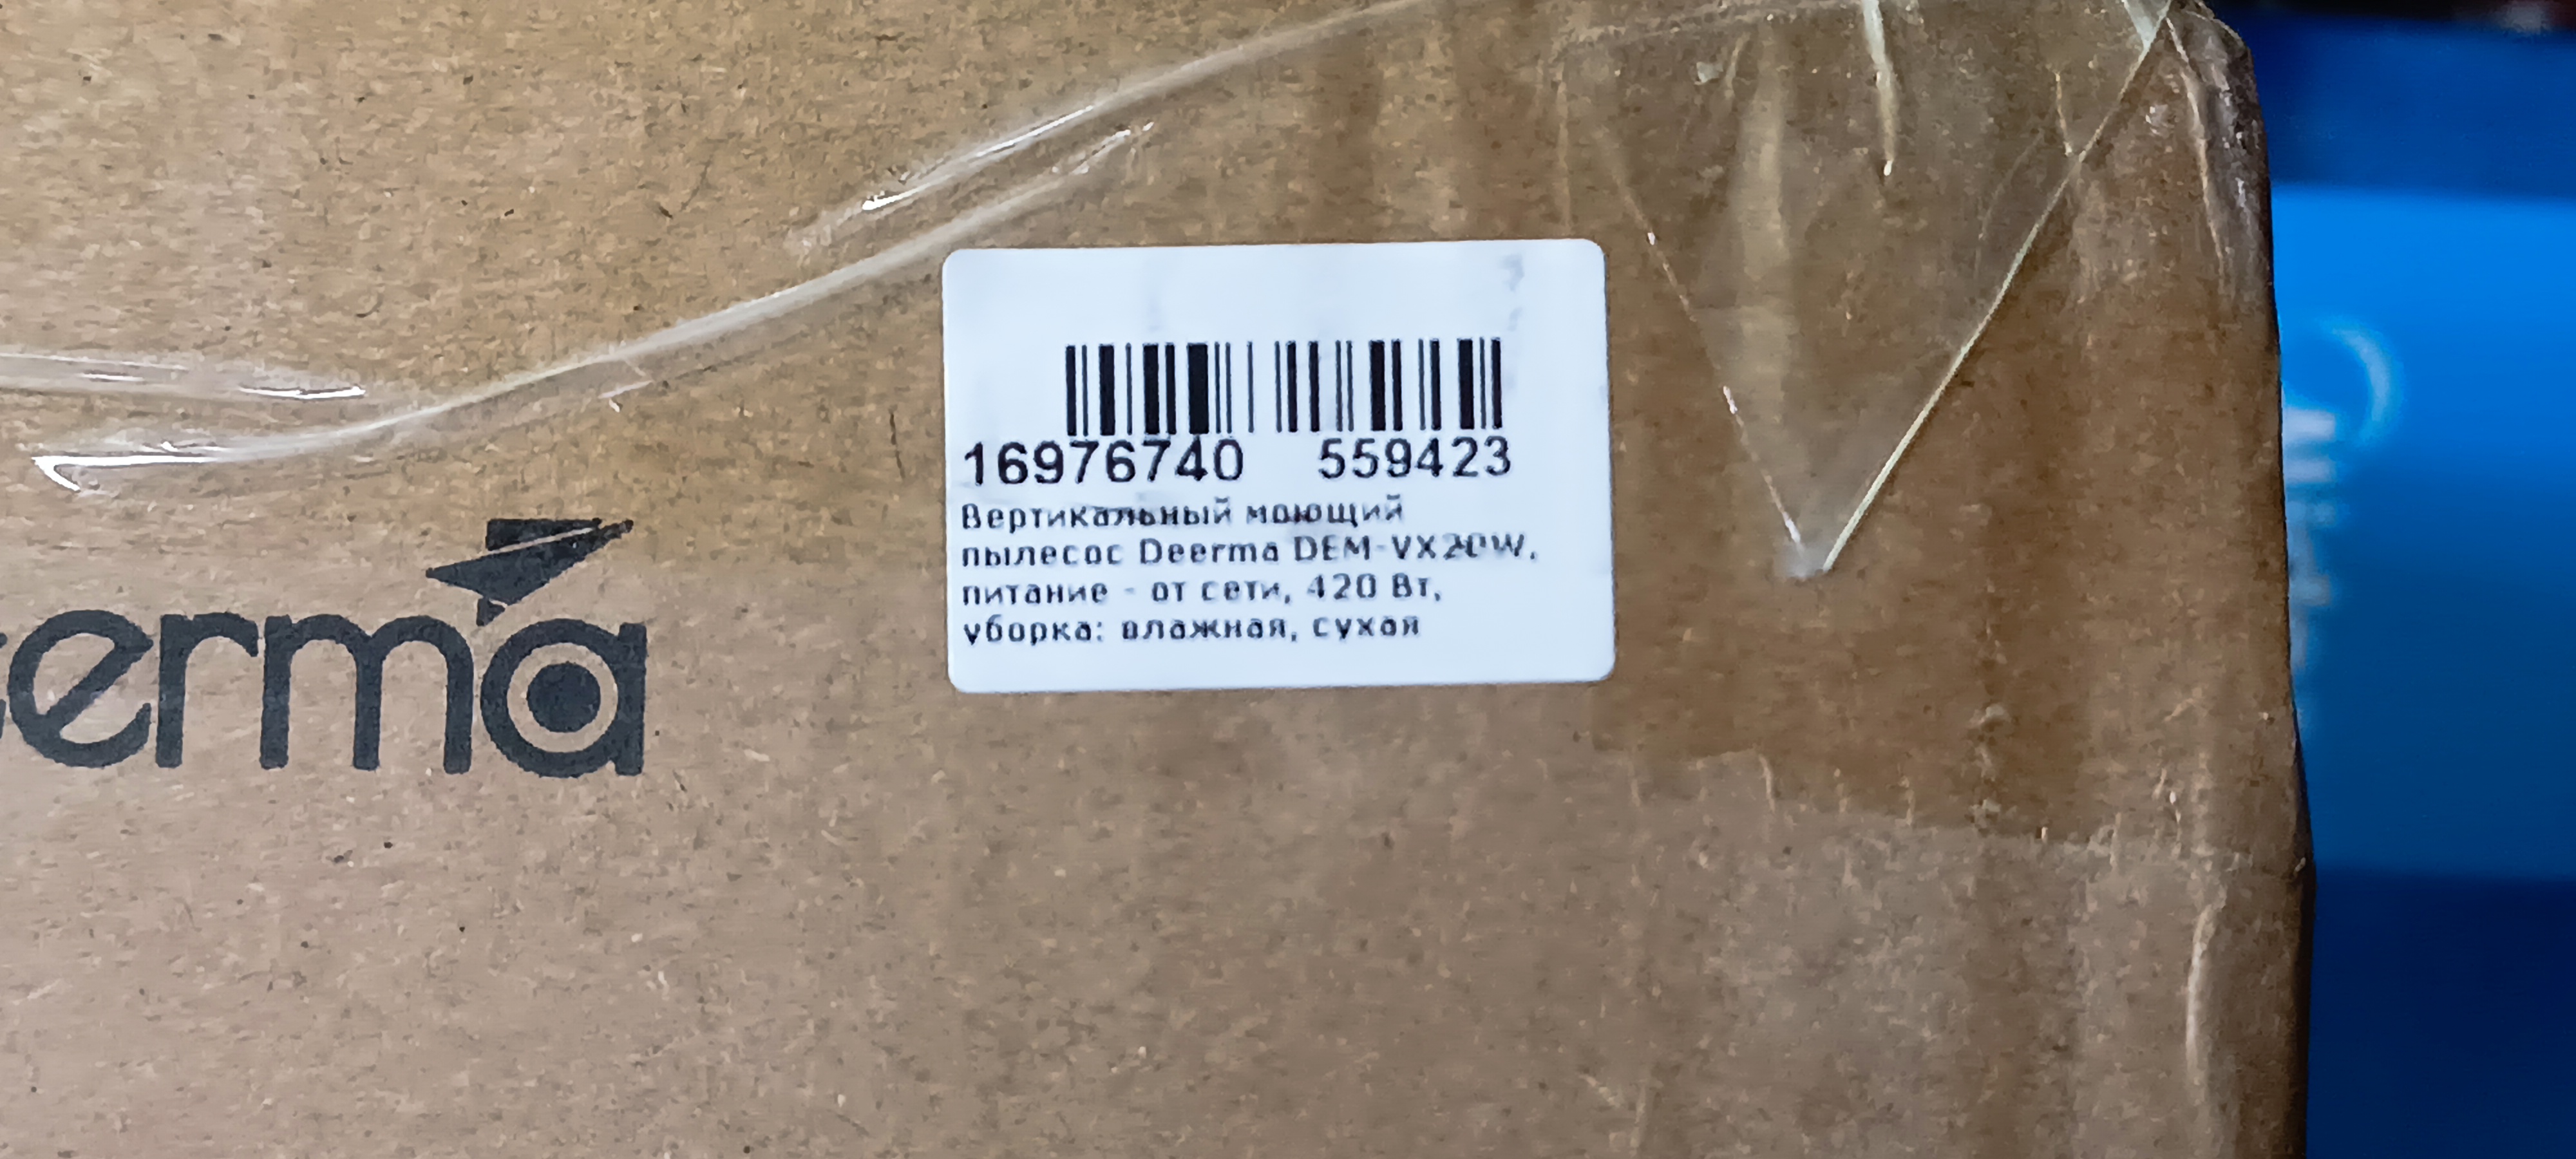 16976740 559423
Вертикальный моющий
пылесос Deerma DEM-VX20W,
питание - от сети, 420 Вт,
уборка: влажная, сухая
erma